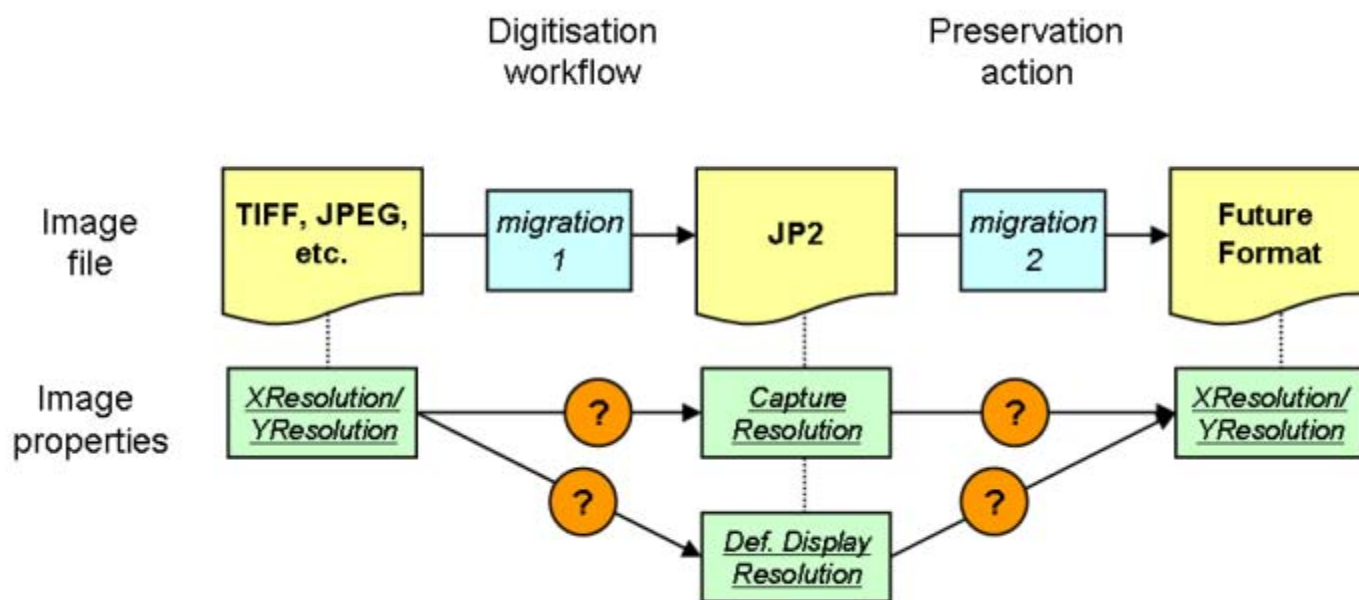 Digitisation
workflow
Preservation
action
Image
file
TIFF, JPEG,
etc.
migration
1
JP2
migration
2
Future
Format
Image
properties
XResolution/
YResolution
?
Capture
Resolution
?
XResolution/
YResolution
?
Def. Display
Resolution
?